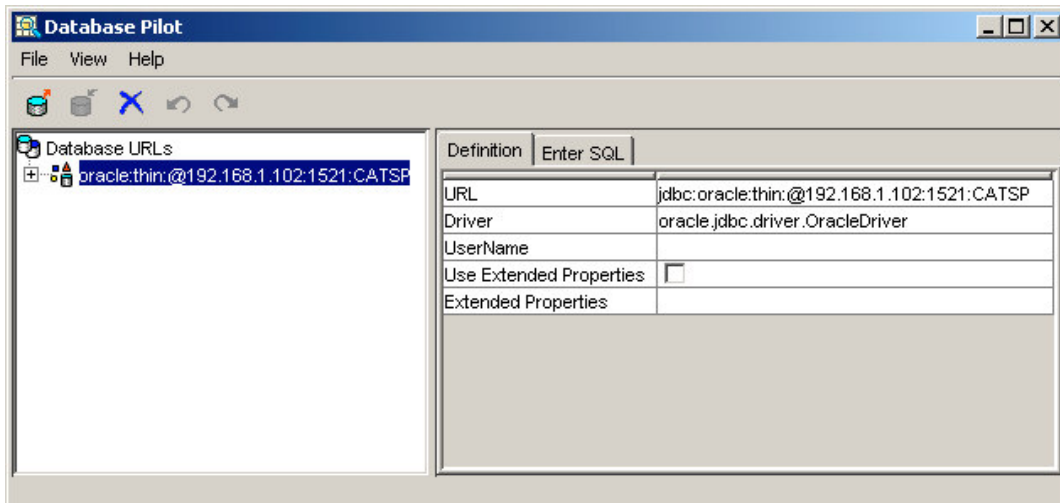 Database Pilot
File View Help
Database URLs
oracle:thin:@192.168.1.102:1521:CATSP
Definition Enter SQL
URL jdbc:oracle:thin:@192.168.1.102:1521:CATSP
Driver oracle.jdbc.driver.OracleDriver
UserName
Use Extended Properties
Extended Properties